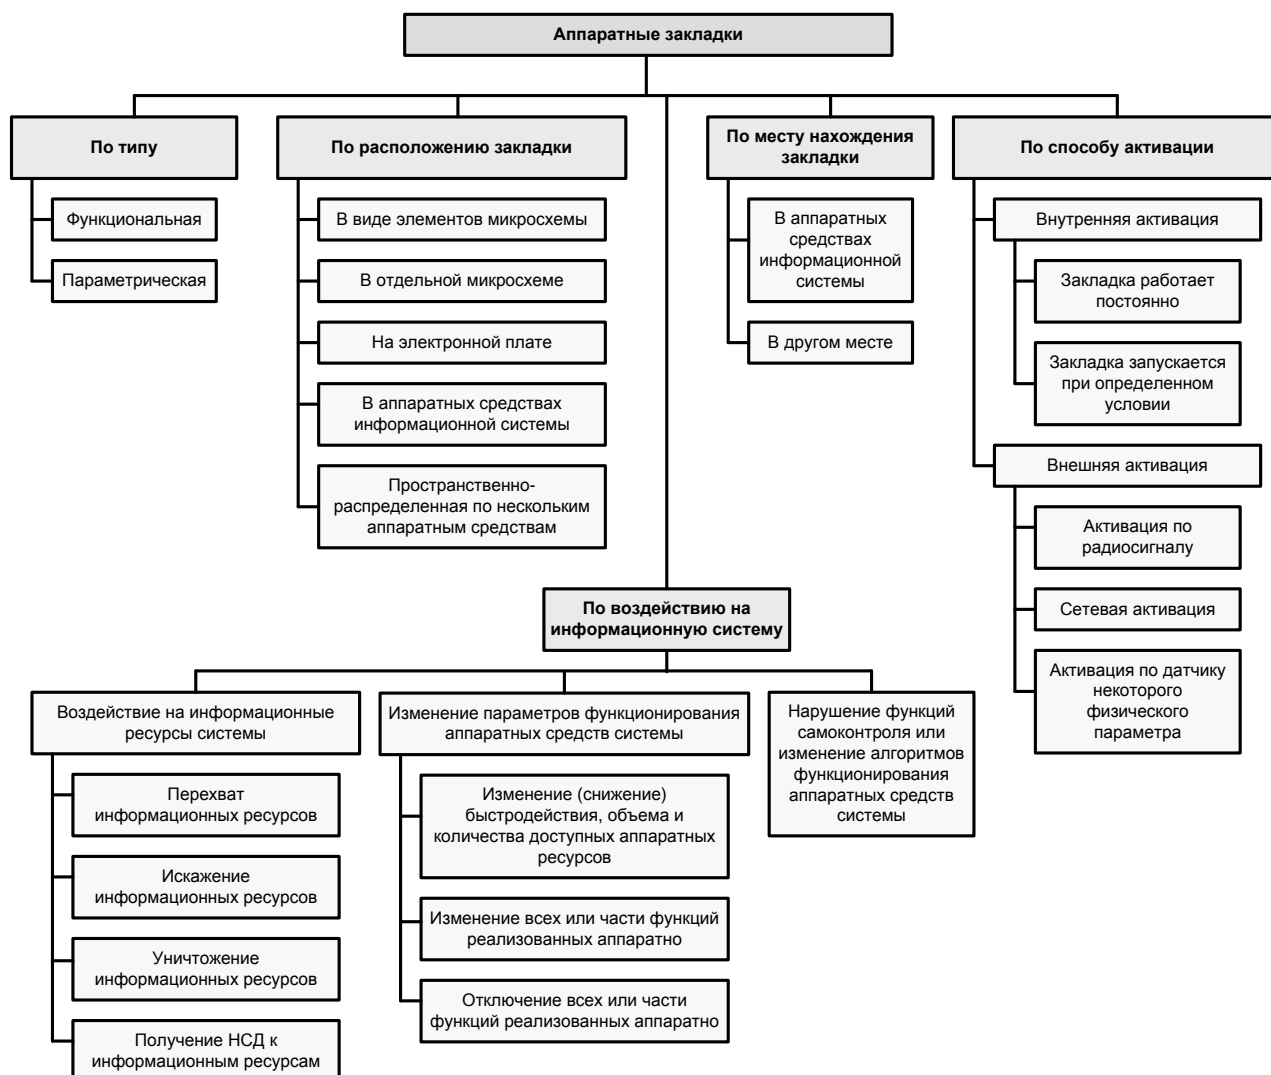 Аппаратные закладки
По типу
Функциональная
Параметрическая
По расположению закладки
В виде элементов микросхемы
В отдельной микросхеме
На электронной плате
В аппаратных средствах
информационной системы
Пространственно-
распределенная по нескольким
аппаратным средствам
По месту нахождения
закладки
В аппаратных
средствах
информационной
системы
В другом месте
По способу активации
Внутренняя активация
Закладка работает
постоянно
Закладка запускается
при определенном
условии
Внешняя активация
Активация по
радиосигналу
Сетевая активация
Активация по датчику
некоторого
физического
параметра
По воздействию на
информационную систему
Воздействие на информационные
ресурсы системы
Перехват
информационных ресурсов
Искажение
информационных ресурсов
Уничтожение
информационных ресурсов
Получение НСД к
информационным ресурсам
Изменение параметров функционирования
аппаратных средств системы
Изменение (снижение)
быстродействия, объема и
количества доступных аппаратных
ресурсов
Изменение всех или части функций
реализованных аппаратно
Отключение всех или части
функций реализованных аппаратно
Нарушение функций
самоконтроля или
изменение алгоритмов
функционирования
аппаратных средств
системы